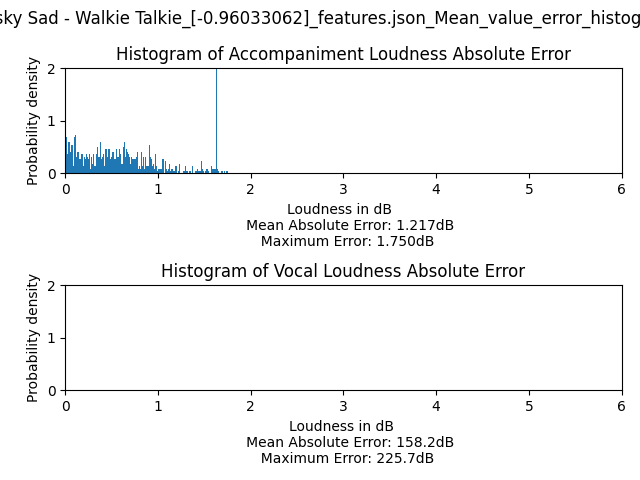 sky Sad - Walkie Talkie_[-0.96033062]_features.json_Mean_value_error_histog
Histogram of Accompaniment Loudness Absolute Error
Probability density
2
1
0
0 1 2 3 4 5 6
Loudness in dB
Mean Absolute Error: 1.217dB
Maximum Error: 1.750dB
Histogram of Vocal Loudness Absolute Error
Probability density
2
1
0
0 1 2 3 4 5 6
Loudness in dB
Mean Absolute Error: 158.2dB
Maximum Error: 225.7dB